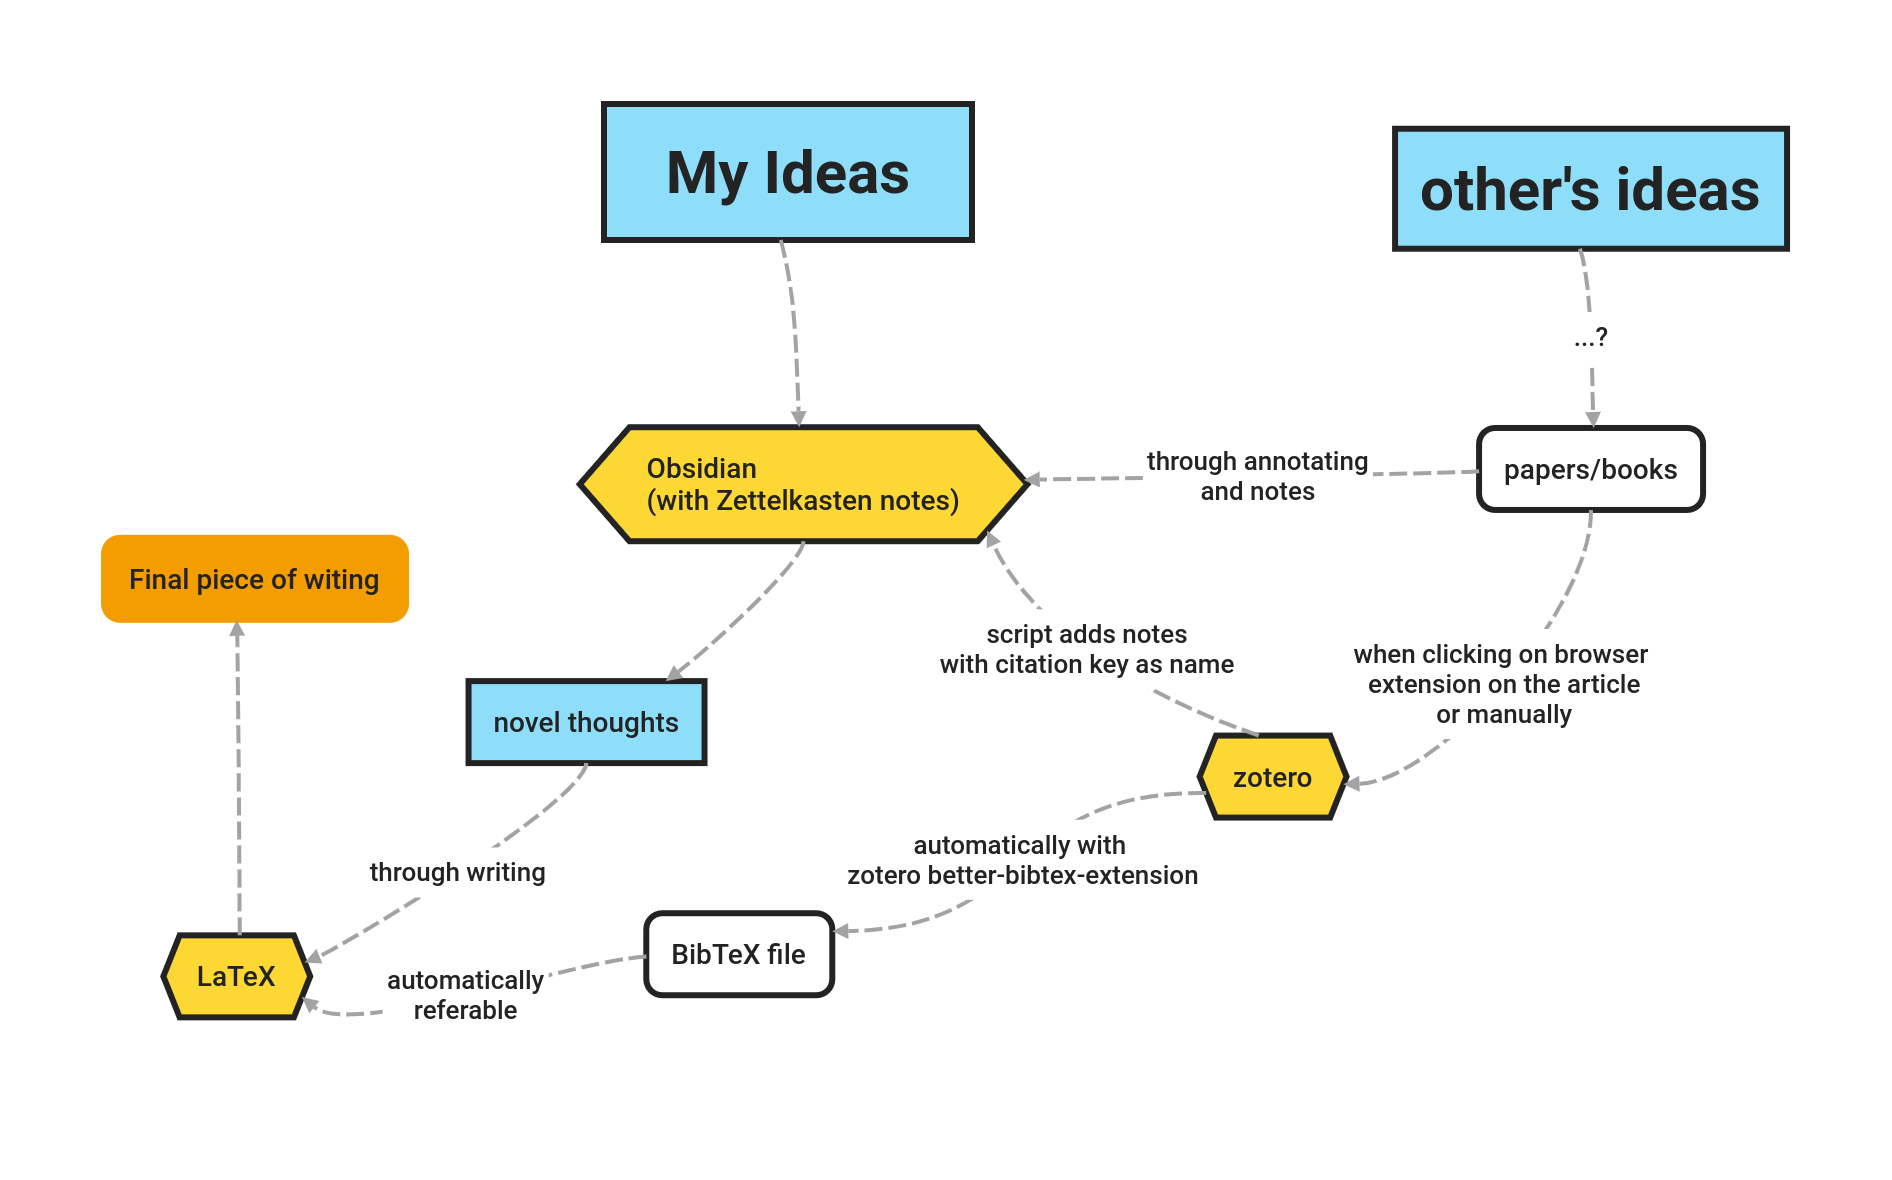 My Ideas
other's ideas
...?
Obsidian
(with Zettelkasten notes)
through annotating
and notes
papers/books
Final piece of witing
script adds notes
with citation key as name
when clicking on browser
extension on the article
or manually
novel thoughts
zotero
through writing
automatically with
zotero better-bibtex-extension
LaTeX
automatically
referable
BibTeX file